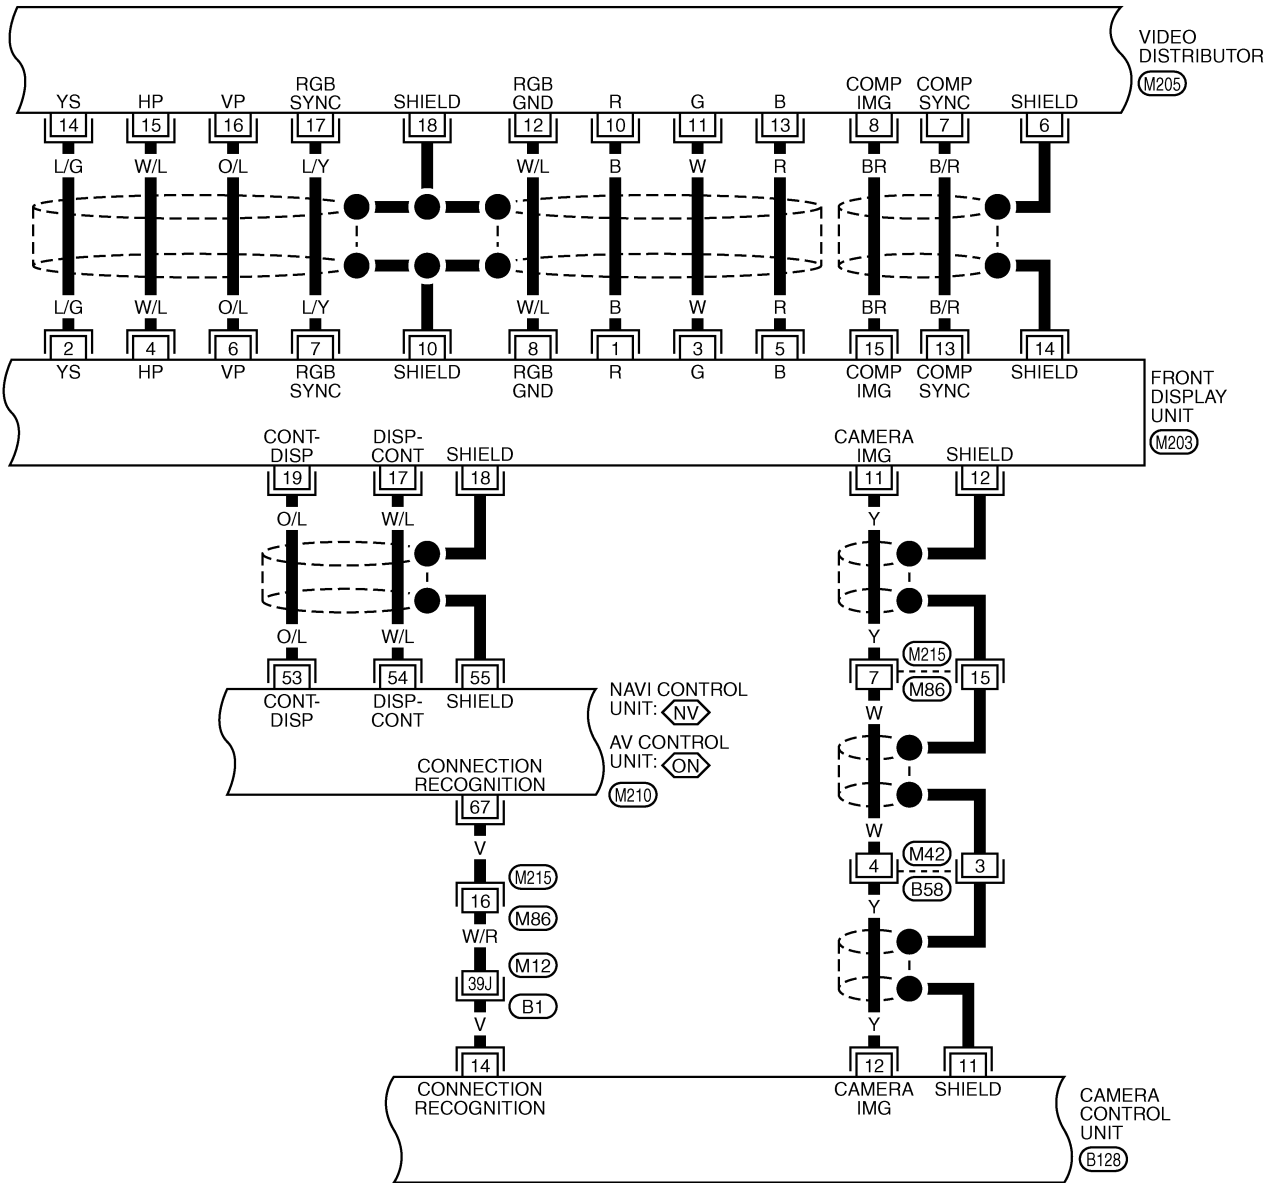 VIDEO
DISTRIBUTOR
M205
YS HP VP RGB SYNC SHIELD RGB GND R G B COMP IMG COMP SYNC SHIELD
14 15 16 17 18 12 10 11 13 8 7 6
L/G W/L O/L L/Y W/L B W R BR B/R
L/G W/L O/L L/Y W/L B W R BR B/R
2 4 6 7 10 8 1 3 5 15 13 14
YS HP VP RGB SYNC SHIELD RGB GND R G B COMP IMG COMP SYNC SHIELD
FRONT
DISPLAY
UNIT
M203
CONT-DISP DISP-CONT SHIELD CAMERA IMG SHIELD
19 17 18 11 12
O/L W/L Y
O/L W/L Y
53 54 55
CONT-DISP DISP-CONT SHIELD
NAVI CONTROL
UNIT: NV
AV CONTROL
UNIT: ON
M210
M215
7 15
M86
W
W
M42
4 3
B58
Y
Y
CONNECTION
RECOGNITION
67
V
M215
16
M86
W/R
M12
39J
B1
V
14 12 11
CONNECTION RECOGNITION CAMERA IMG SHIELD
CAMERA
CONTROL
UNIT
B128